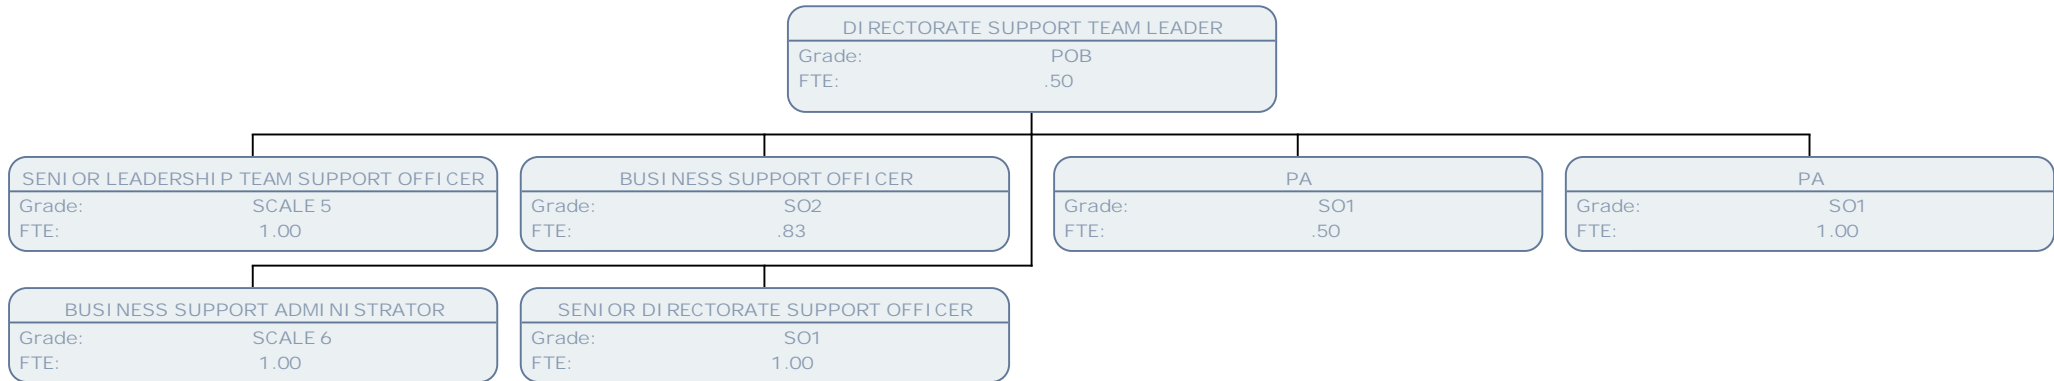 DIRECTORATE SUPPORT TEAM LEADER
Grade: POB
FTE: .50
SENIOR LEADERSHIP TEAM SUPPORT OFFICER
Grade: SCALE 5
FTE: 1.00
BUSINESS SUPPORT OFFICER
Grade: SO2
FTE: .83
PA
Grade: SO1
FTE: .50
PA
Grade: SO1
FTE: 1.00
BUSINESS SUPPORT ADMINISTRATOR
Grade: SCALE 6
FTE: 1.00
SENIOR DIRECTORATE SUPPORT OFFICER
Grade: SO1
FTE: 1.00